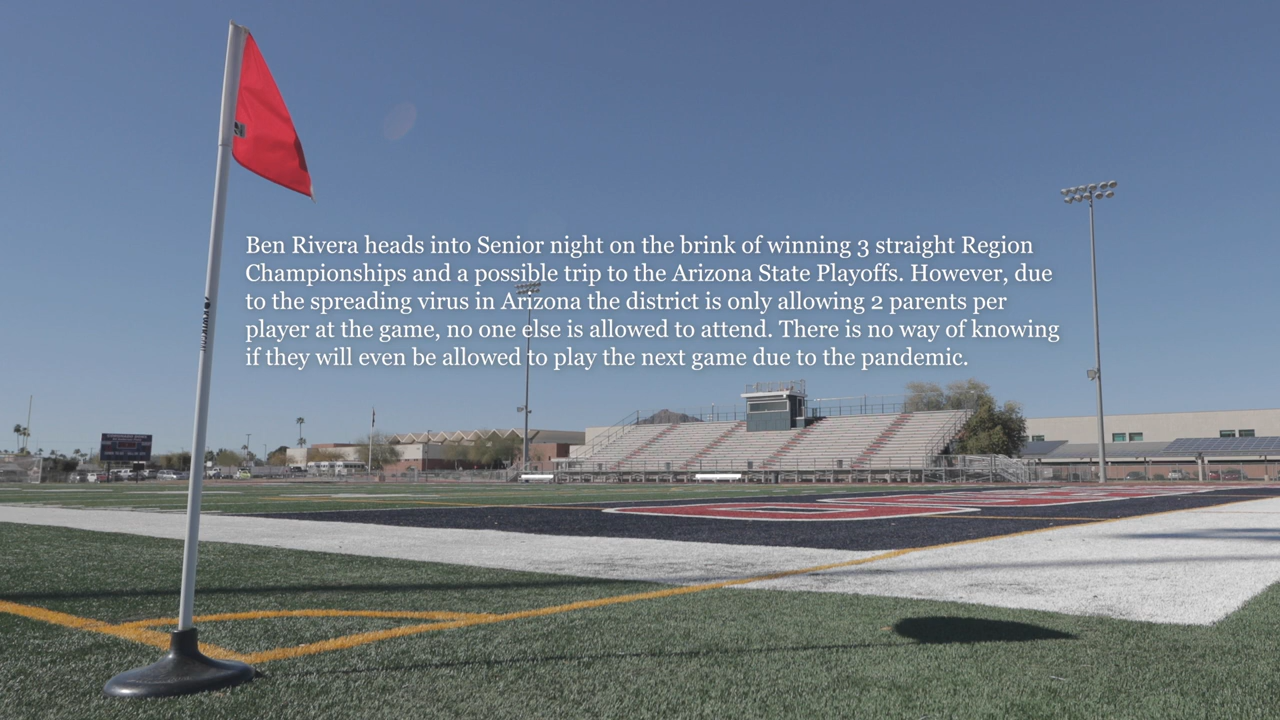 Ben Rivera heads into Senior night on the brink of winning 3 straight Region
Championships and a possible trip to the Arizona State Playoffs. However, due
to the spreading virus in Arizona the district is only allowing 2 parents per
player at the game, no one else is allowed to attend. There is no way of knowing
if they will even be allowed to play the next game due to the pandemic.